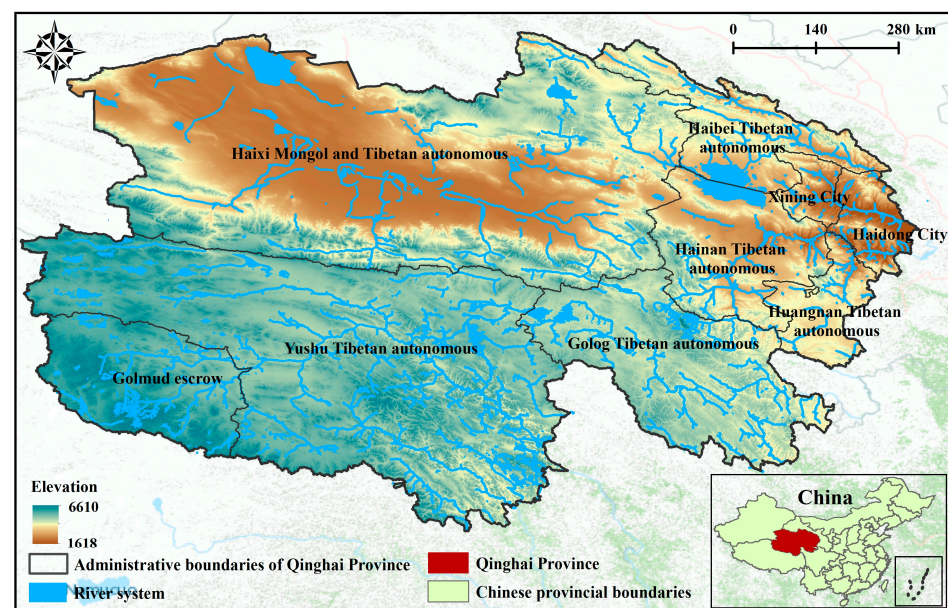 0 140 280 km
Haibei Tibetan
autonomous
Haixi Mongol and Tibetan autonomous
Xining City
Haidong City
Hainan Tibetan
autonomous
Huangnan Tibetan
autonomous
Yushu Tibetan autonomous
Golog Tibetan autonomous
Golmud escrow
Elevation
6610
1618
China
Administrative boundaries of Qinghai Province
Qinghai Province
River system
Chinese provincial boundaries